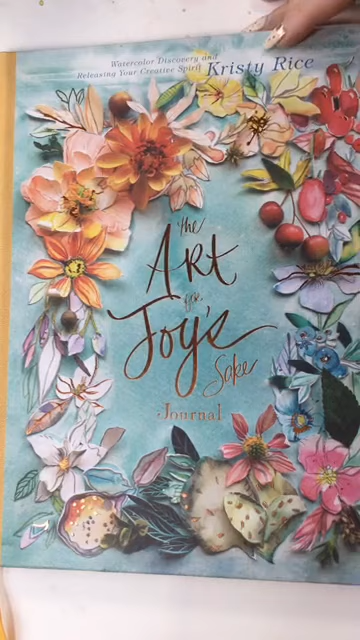 Watercolor Discovery and
Releasing Your Creative Spirit Kristy Rice
the
Art
for
Joy's
Sake
Journal